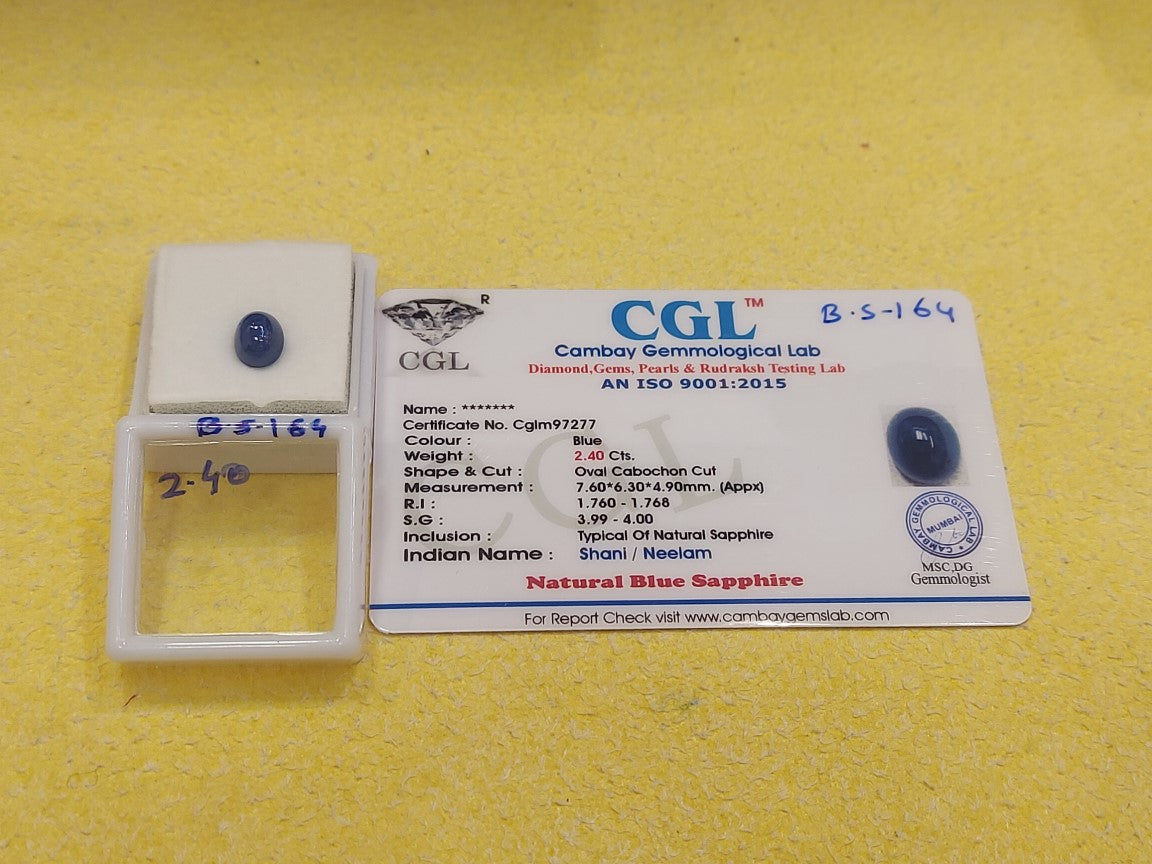 B.S-164
2.40
R
CGL
CGL™
B.S-164
Cambay Gemmological Lab
Diamond,Gems, Pearls & Rudraksh Testing Lab
AN ISO 9001:2015
Name : *******
Certificate No. Cglm97277
Colour : Blue
Weight : 2.40 Cts.
Shape & Cut : Oval Cabochon Cut
Measurement : 7.60*6.30*4.90mm. (Appx)
R.I : 1.760 - 1.768
S.G : 3.99 - 4.00
Inclusion : Typical Of Natural Sapphire
Indian Name : Shani / Neelam
Natural Blue Sapphire
For Report Check visit www.cambaygemslab.com
CGL
CAMBAY GEMMOLOGICAL LAB
MUMBAI
MSC,DG
Gemmologist